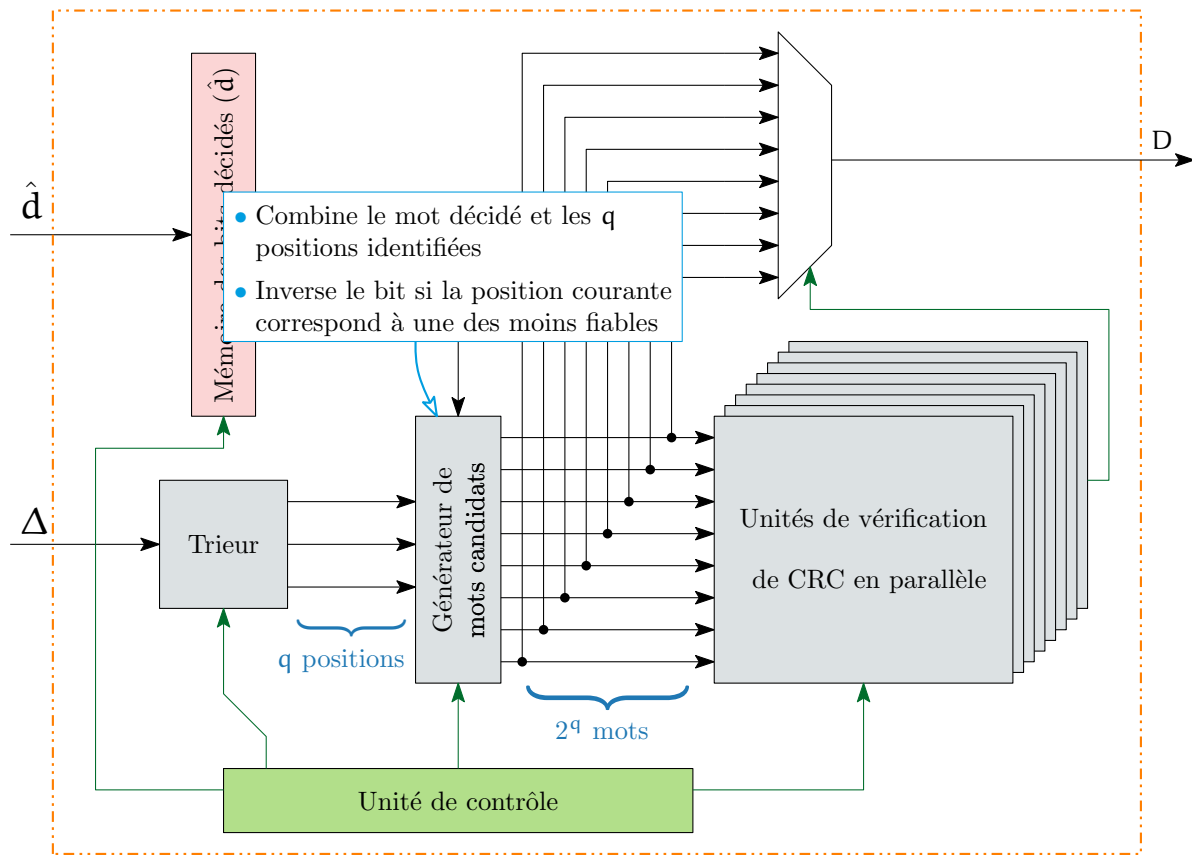 Mémoire des bits décidés (d̂)
D
d̂
• Combine le mot décidé et les q
positions identifiées
• Inverse le bit si la position courante
correspond à une des moins fiables
Δ
Trieur
Générateur de
mots candidats
Unités de vérification
de CRC en parallèle
q positions
2^q mots
Unité de contrôle